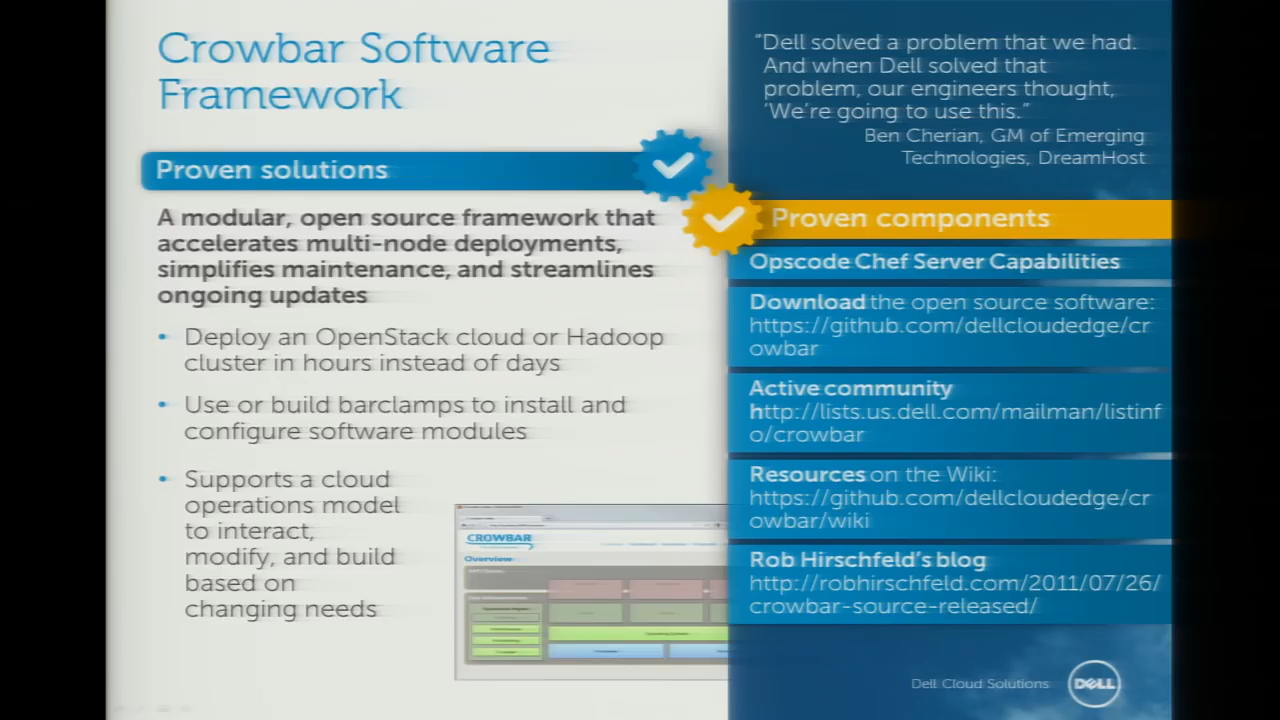 Crowbar Software
Framework
Proven solutions
A modular, open source framework that
accelerates multi-node deployments,
simplifies maintenance, and streamlines
ongoing updates
• Deploy an OpenStack cloud or Hadoop
cluster in hours instead of days
• Use or build barclamps to install and
configure software modules
• Supports a cloud
operations model
to interact,
modify, and build
based on
changing needs
CROWBAR
Overview
"Dell solved a problem that we had.
And when Dell solved that
problem, our engineers thought,
'We're going to use this."
Ben Cherian, GM of Emerging
Technologies, DreamHost
Proven components
Opscode Chef Server Capabilities
Download the open source software:
https://github.com/dellcloudedge/cr
owbar
Active community
http://lists.us.dell.com/mailman/listinf
o/crowbar
Resources on the Wiki:
https://github.com/dellcloudedge/cr
owbar/wiki
Rob Hirschfeld's blog
http://robhirschfeld.com/2011/07/26/
crowbar-source-released/
Dell Cloud Solutions
DELL